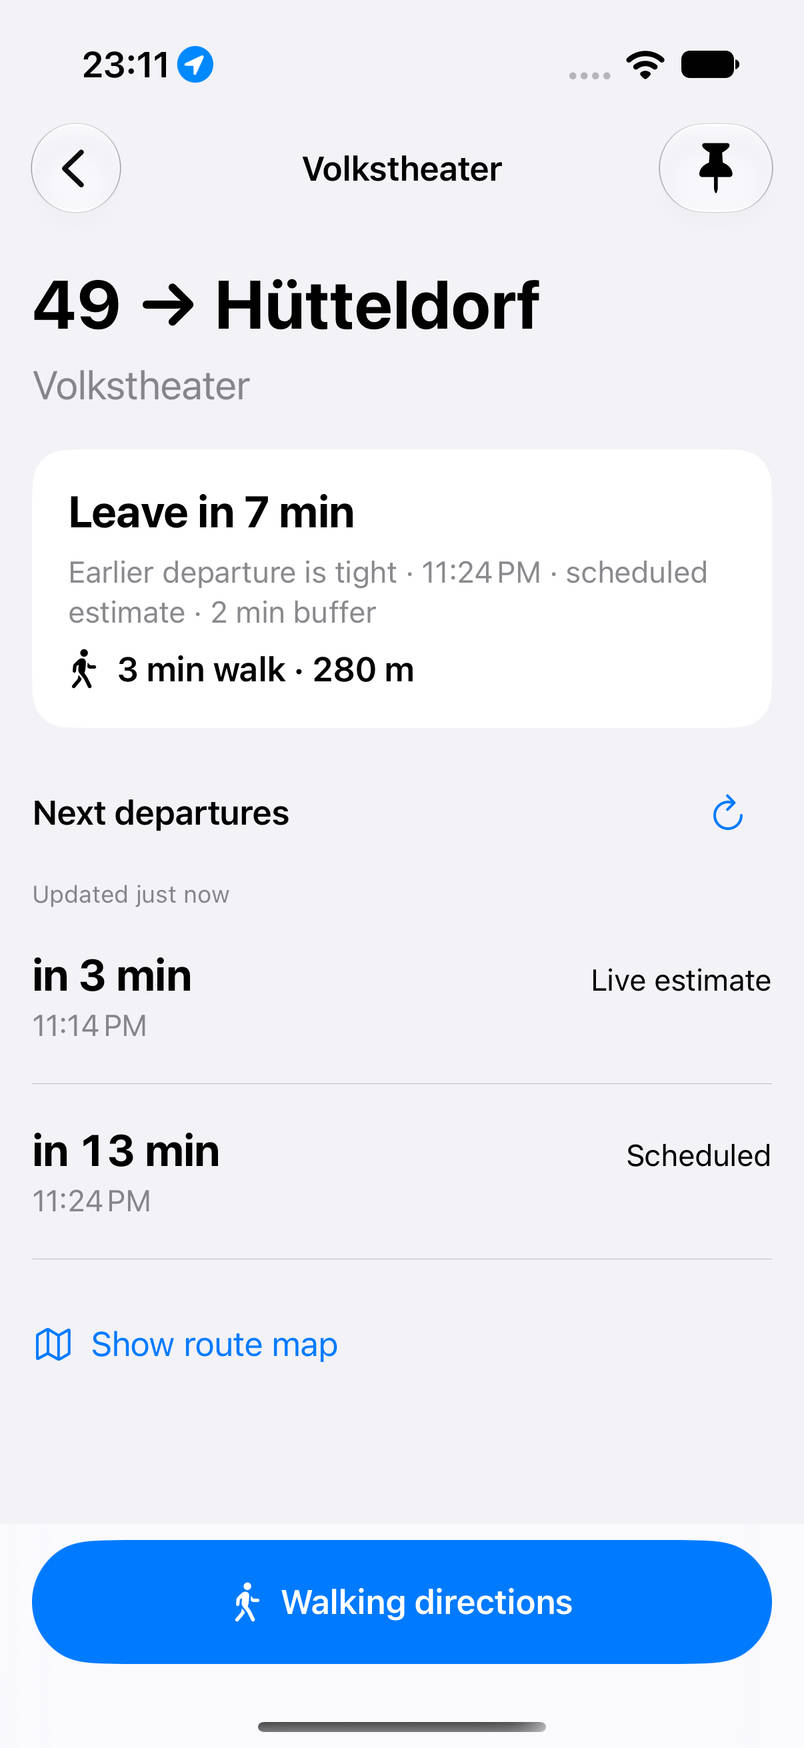 23:11
Volkstheater
49 → Hütteldorf
Volkstheater
Leave in 7 min
Earlier departure is tight · 11:24 PM · scheduled
estimate · 2 min buffer
3 min walk · 280 m
Next departures
Updated just now
in 3 min
Live estimate
11:14 PM
in 13 min
Scheduled
11:24 PM
Show route map
Walking directions